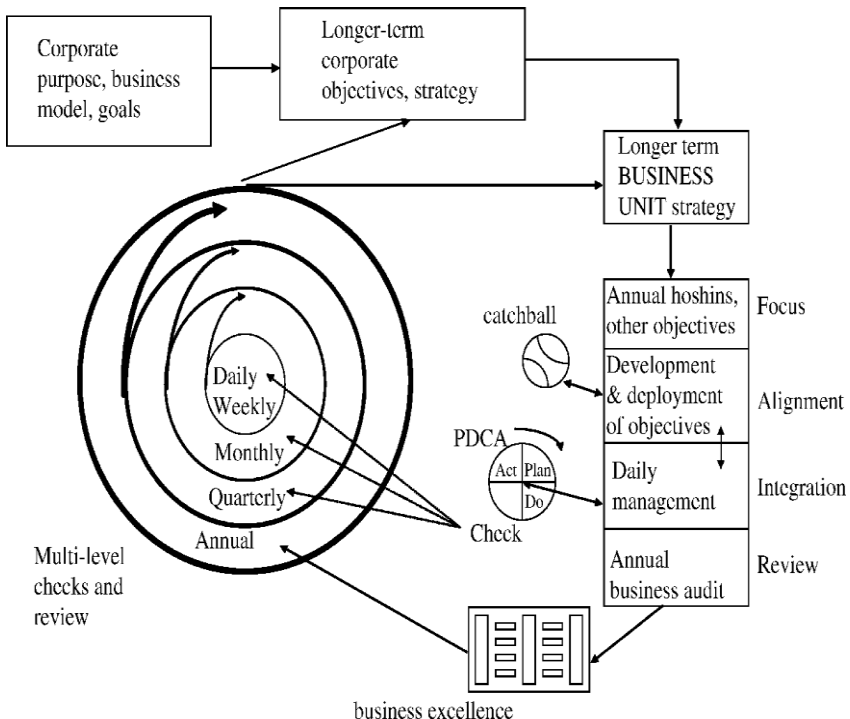 Corporate
purpose, business
model, goals
Longer-term
corporate
objectives, strategy
Longer term
BUSINESS
UNIT strategy
Annual hoshins,
other objectives
Focus
catchball
Development
& deployment
of objectives
Alignment
PDCA
Act Plan
Do
Check
Daily
management
Integration
Annual
business audit
Review
Daily
Weekly
Monthly
Quarterly
Annual
Multi-level
checks and
review
business excellence